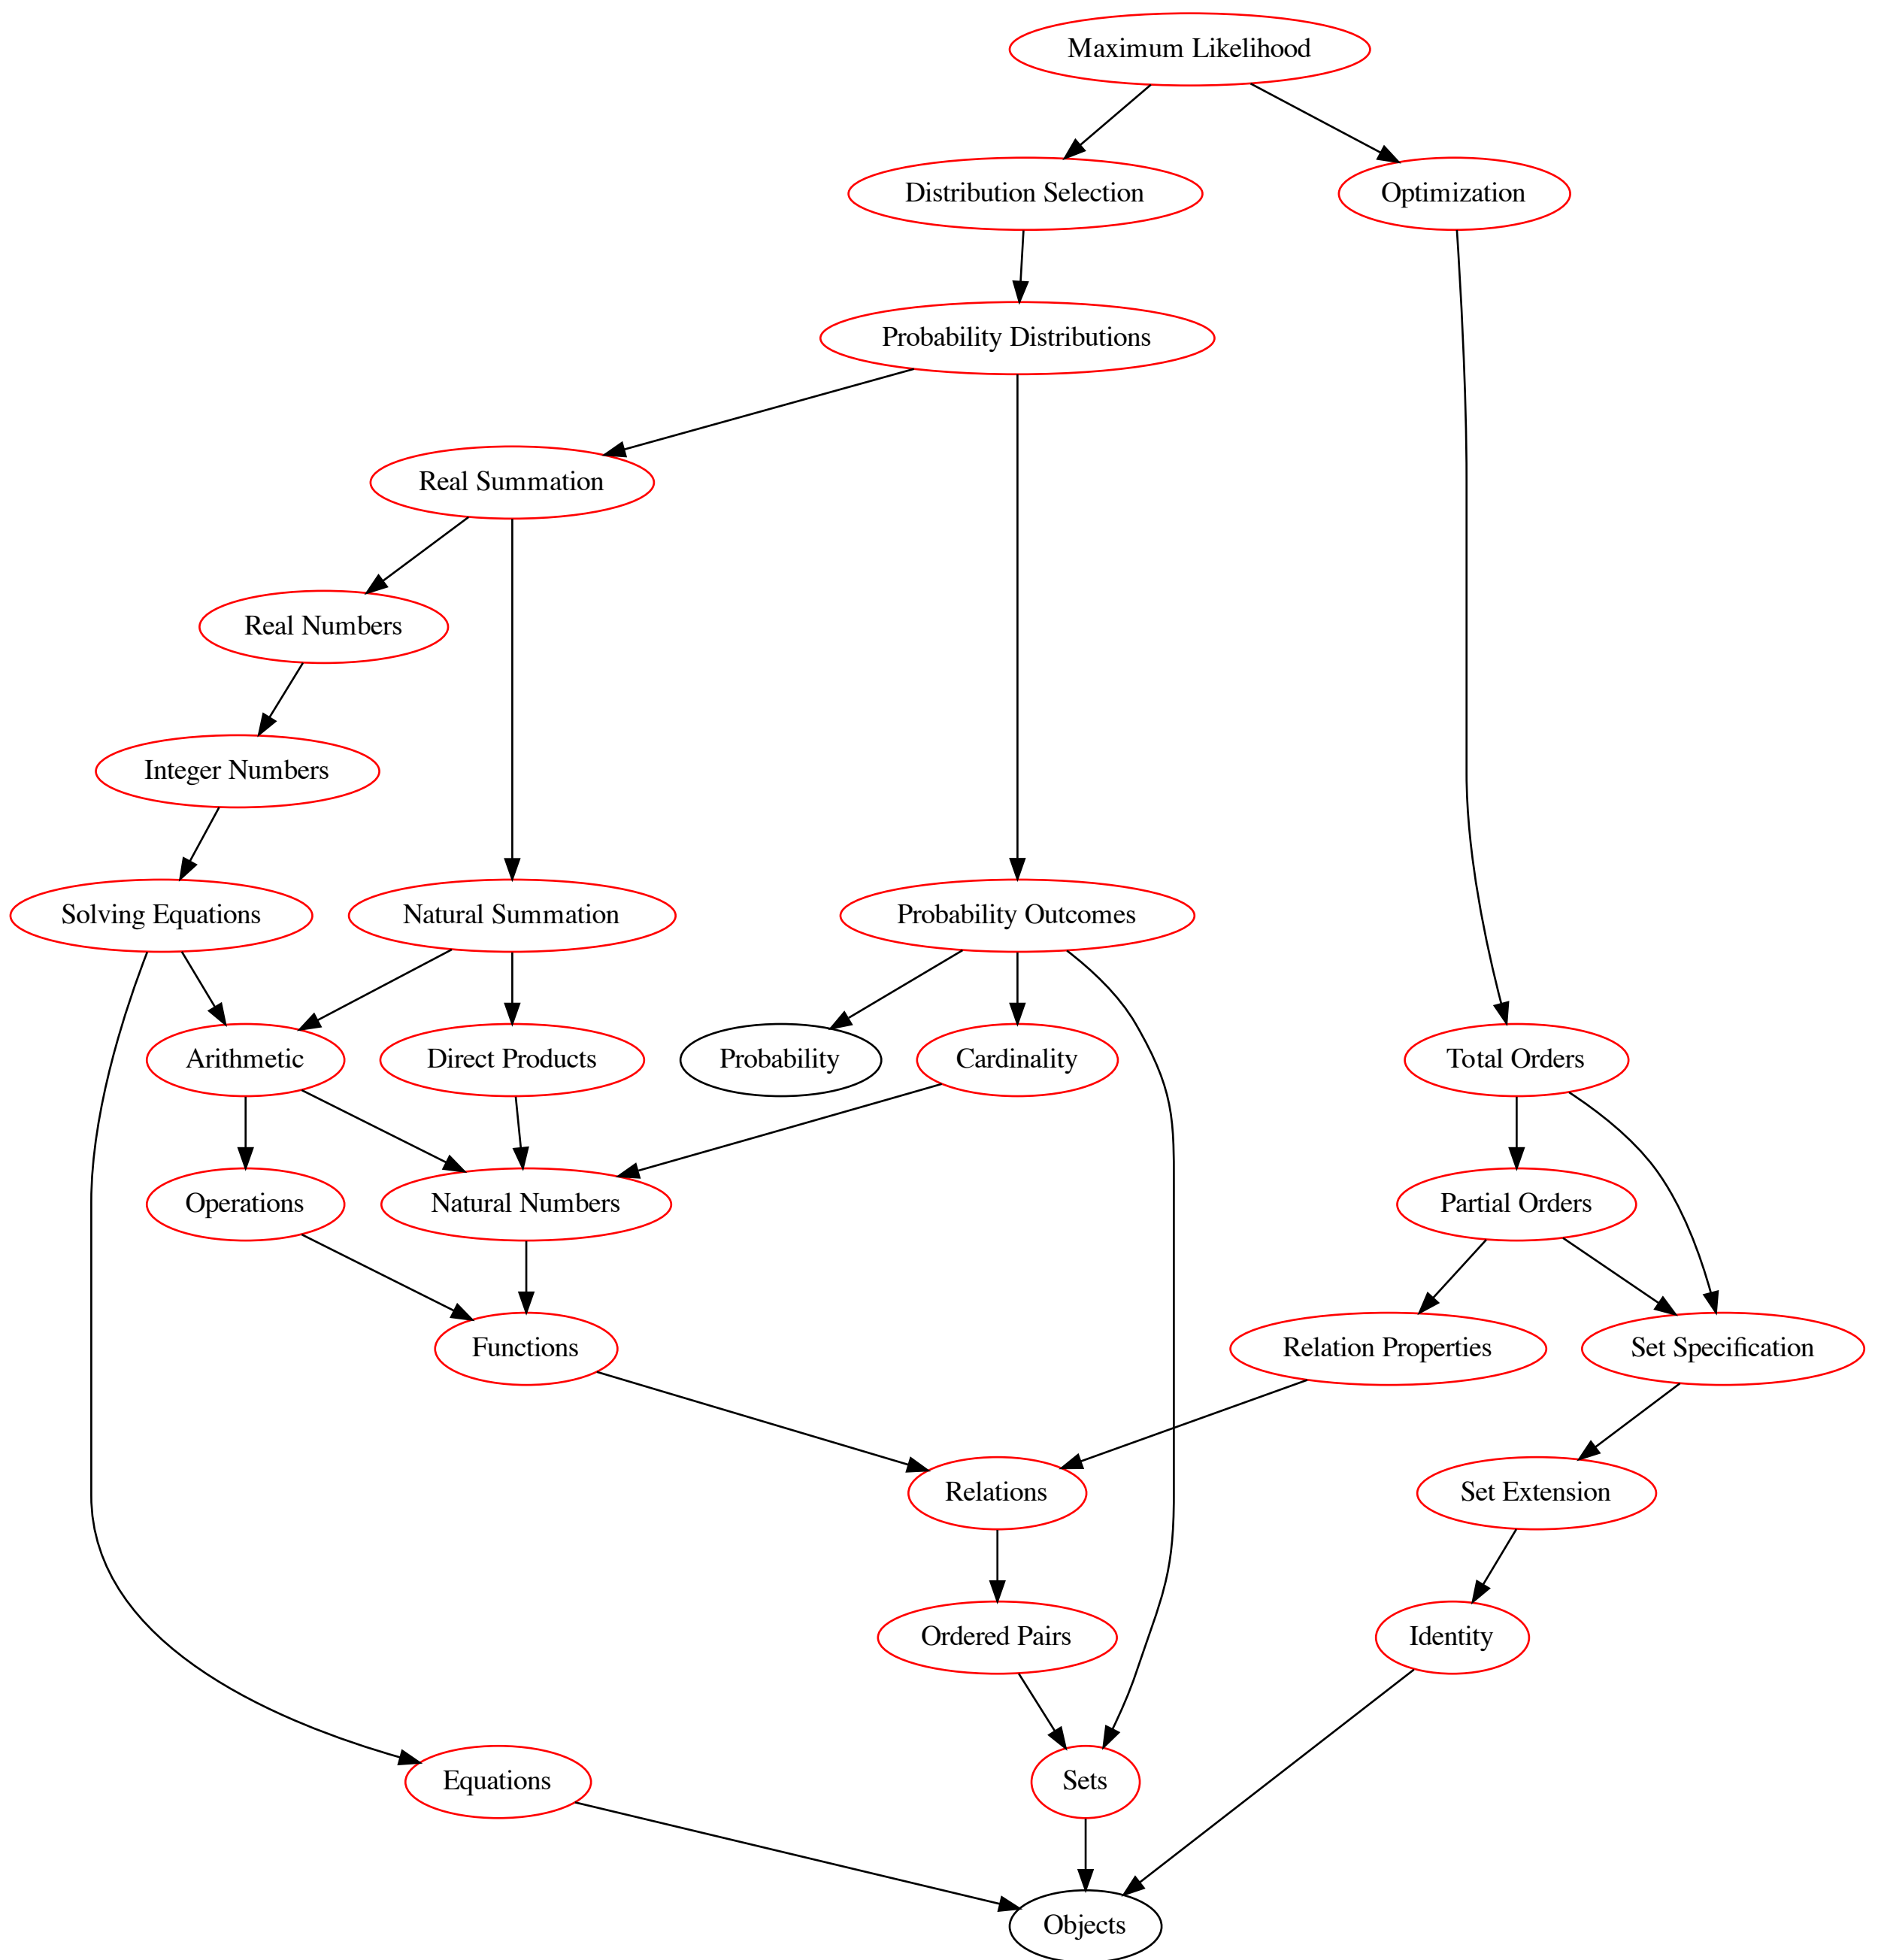 Maximum Likelihood
Distribution Selection
Optimization
Probability Distributions
Real Summation
Real Numbers
Integer Numbers
Solving Equations
Natural Summation
Probability Outcomes
Arithmetic
Direct Products
Probability
Cardinality
Total Orders
Operations
Natural Numbers
Partial Orders
Functions
Relation Properties
Set Specification
Relations
Set Extension
Ordered Pairs
Identity
Equations
Sets
Objects